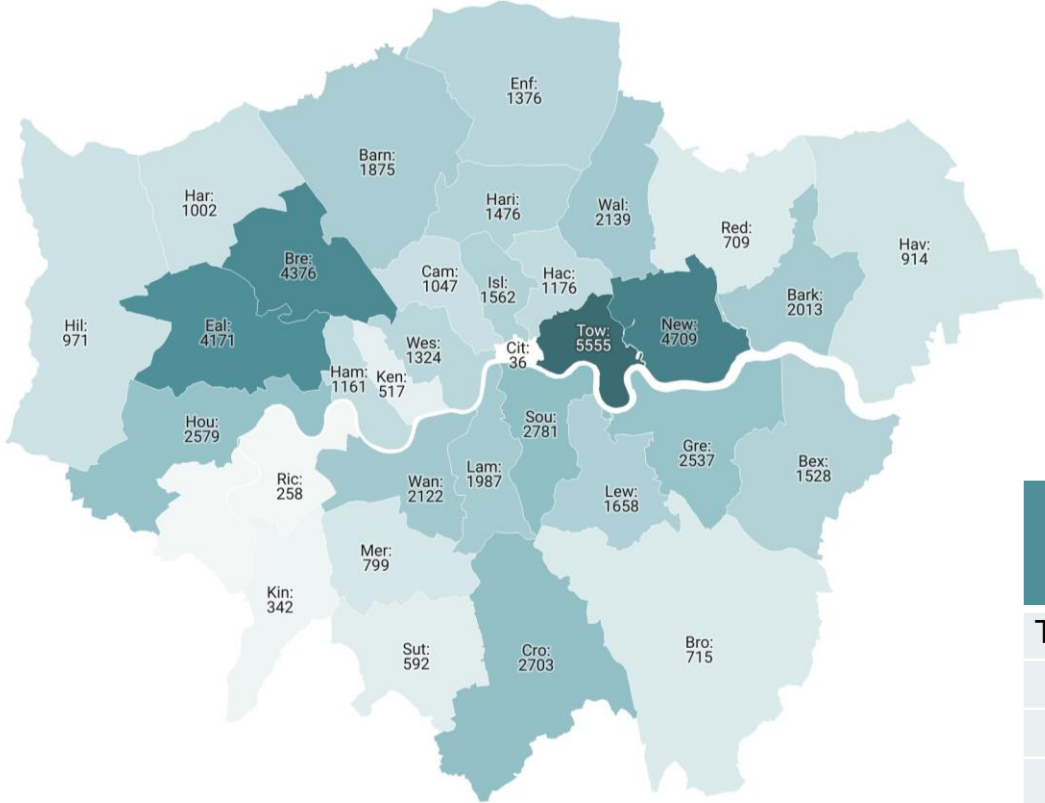 Enf:
1376
Barn:
1875
Har:
1002
Hari:
1476
Wal:
2139
Red:
709
Hav:
914
Bre:
4376
Cam:
1047
Isl:
1562
Hac:
1176
Bark:
2013
Hil:
971
Eal:
4171
Wes:
1324
Cit:
36
Tow:
5555
New:
4709
Ham:
1161
Ken:
517
Hou:
2579
Sou:
2781
Gre:
2537
Bex:
1528
Ric:
258
Wan:
2122
Lam:
1987
Lew:
1658
Mer:
799
Kin:
342
Sut:
592
Cro:
2703
Bro:
715
T